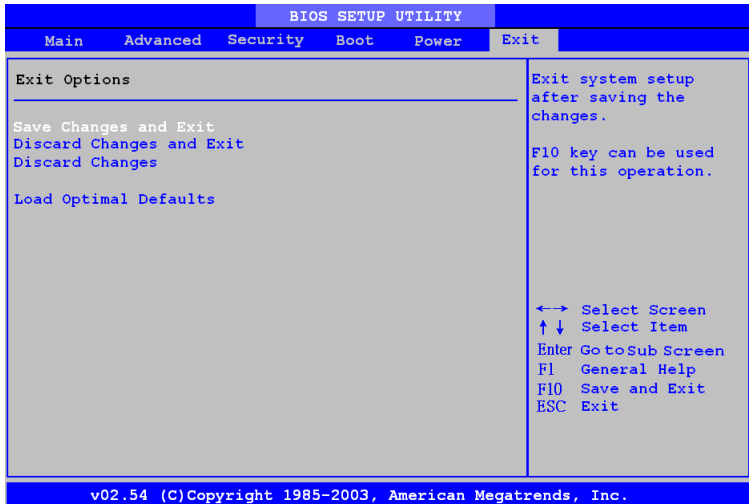 BIOS SETUP UTILITY
Main Advanced Security Boot Power Exit
Exit Options
Save Changes and Exit
Discard Changes and Exit
Discard Changes
Load Optimal Defaults
Exit system setup
after saving the
changes.
F10 key can be used
for this operation.
←→ Select Screen
↑↓ Select Item
Enter Go to Sub Screen
F1 General Help
F10 Save and Exit
ESC Exit
v02.54 (C)Copyright 1985-2003, American Megatrends, Inc.